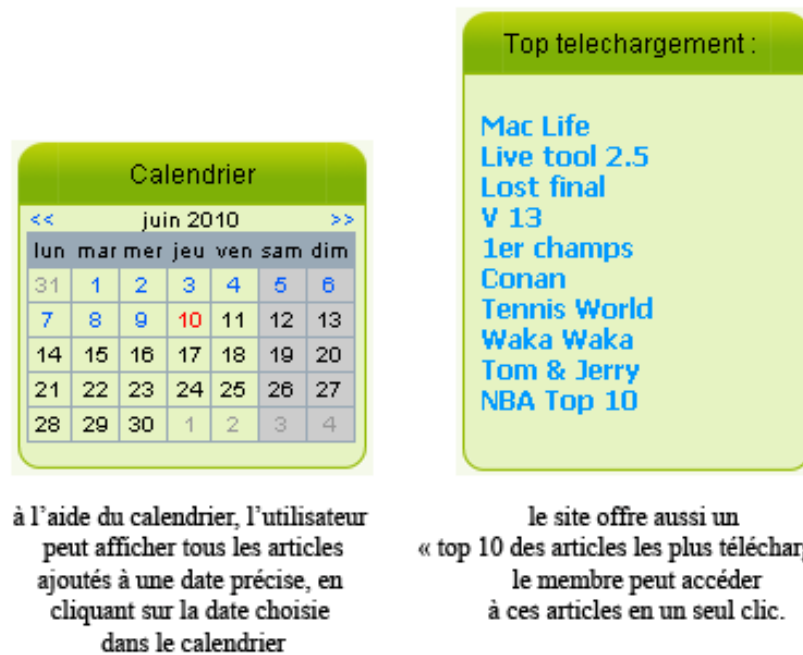 Calendrier
<< juin 2010 >>
lun mar mer jeu ven sam dim
31 1 2 3 4 5 6
7 8 9 10 11 12 13
14 15 16 17 18 19 20
21 22 23 24 25 26 27
28 29 30 1 2 3 4
à l’aide du calendrier, l’utilisateur
peut afficher tous les articles
ajoutés à une date précise, en
cliquant sur la date choisie
dans le calendrier
Top telechargement :
Mac Life
Live tool 2.5
Lost final
V 13
1er champs
Conan
Tennis World
Waka Waka
Tom & Jerry
NBA Top 10
le site offre aussi un
« top 10 des articles les plus
le membre peut accéder
à ces articles en un seul clic.